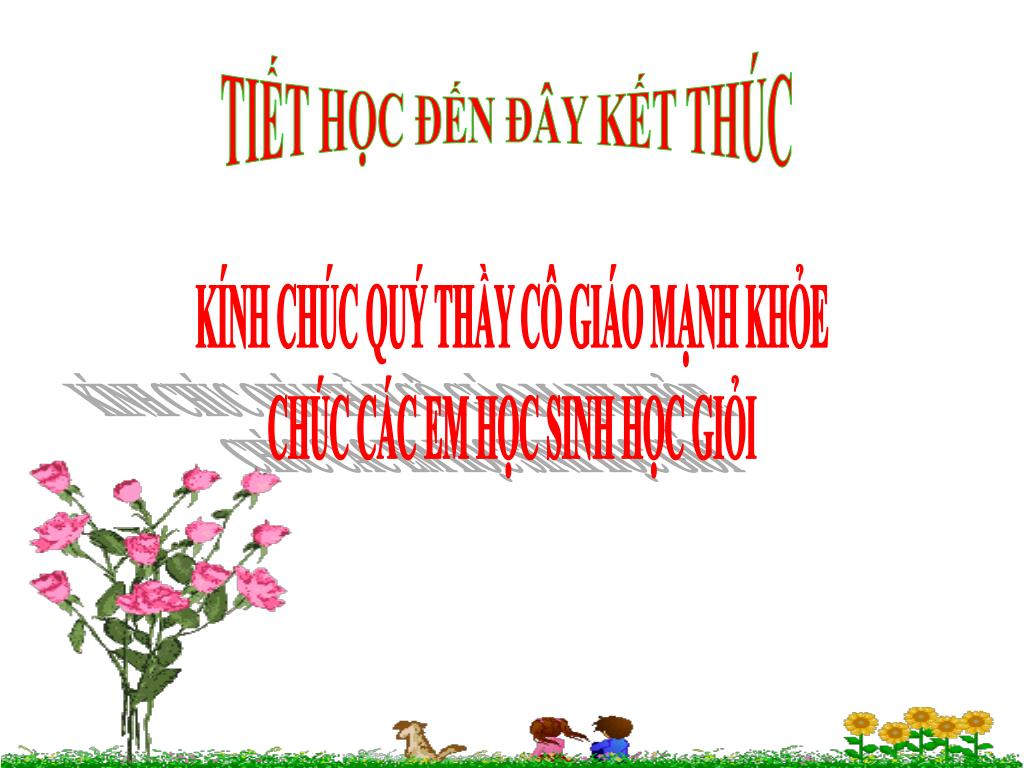 TIẾT HỌC ĐẾN ĐÂY KẾT THÚC
KÍNH CHÚC QUÝ THẦY CÔ GIÁO MẠNH KHỎE
CHÚC CÁC EM HỌC SINH HỌC GIỎI